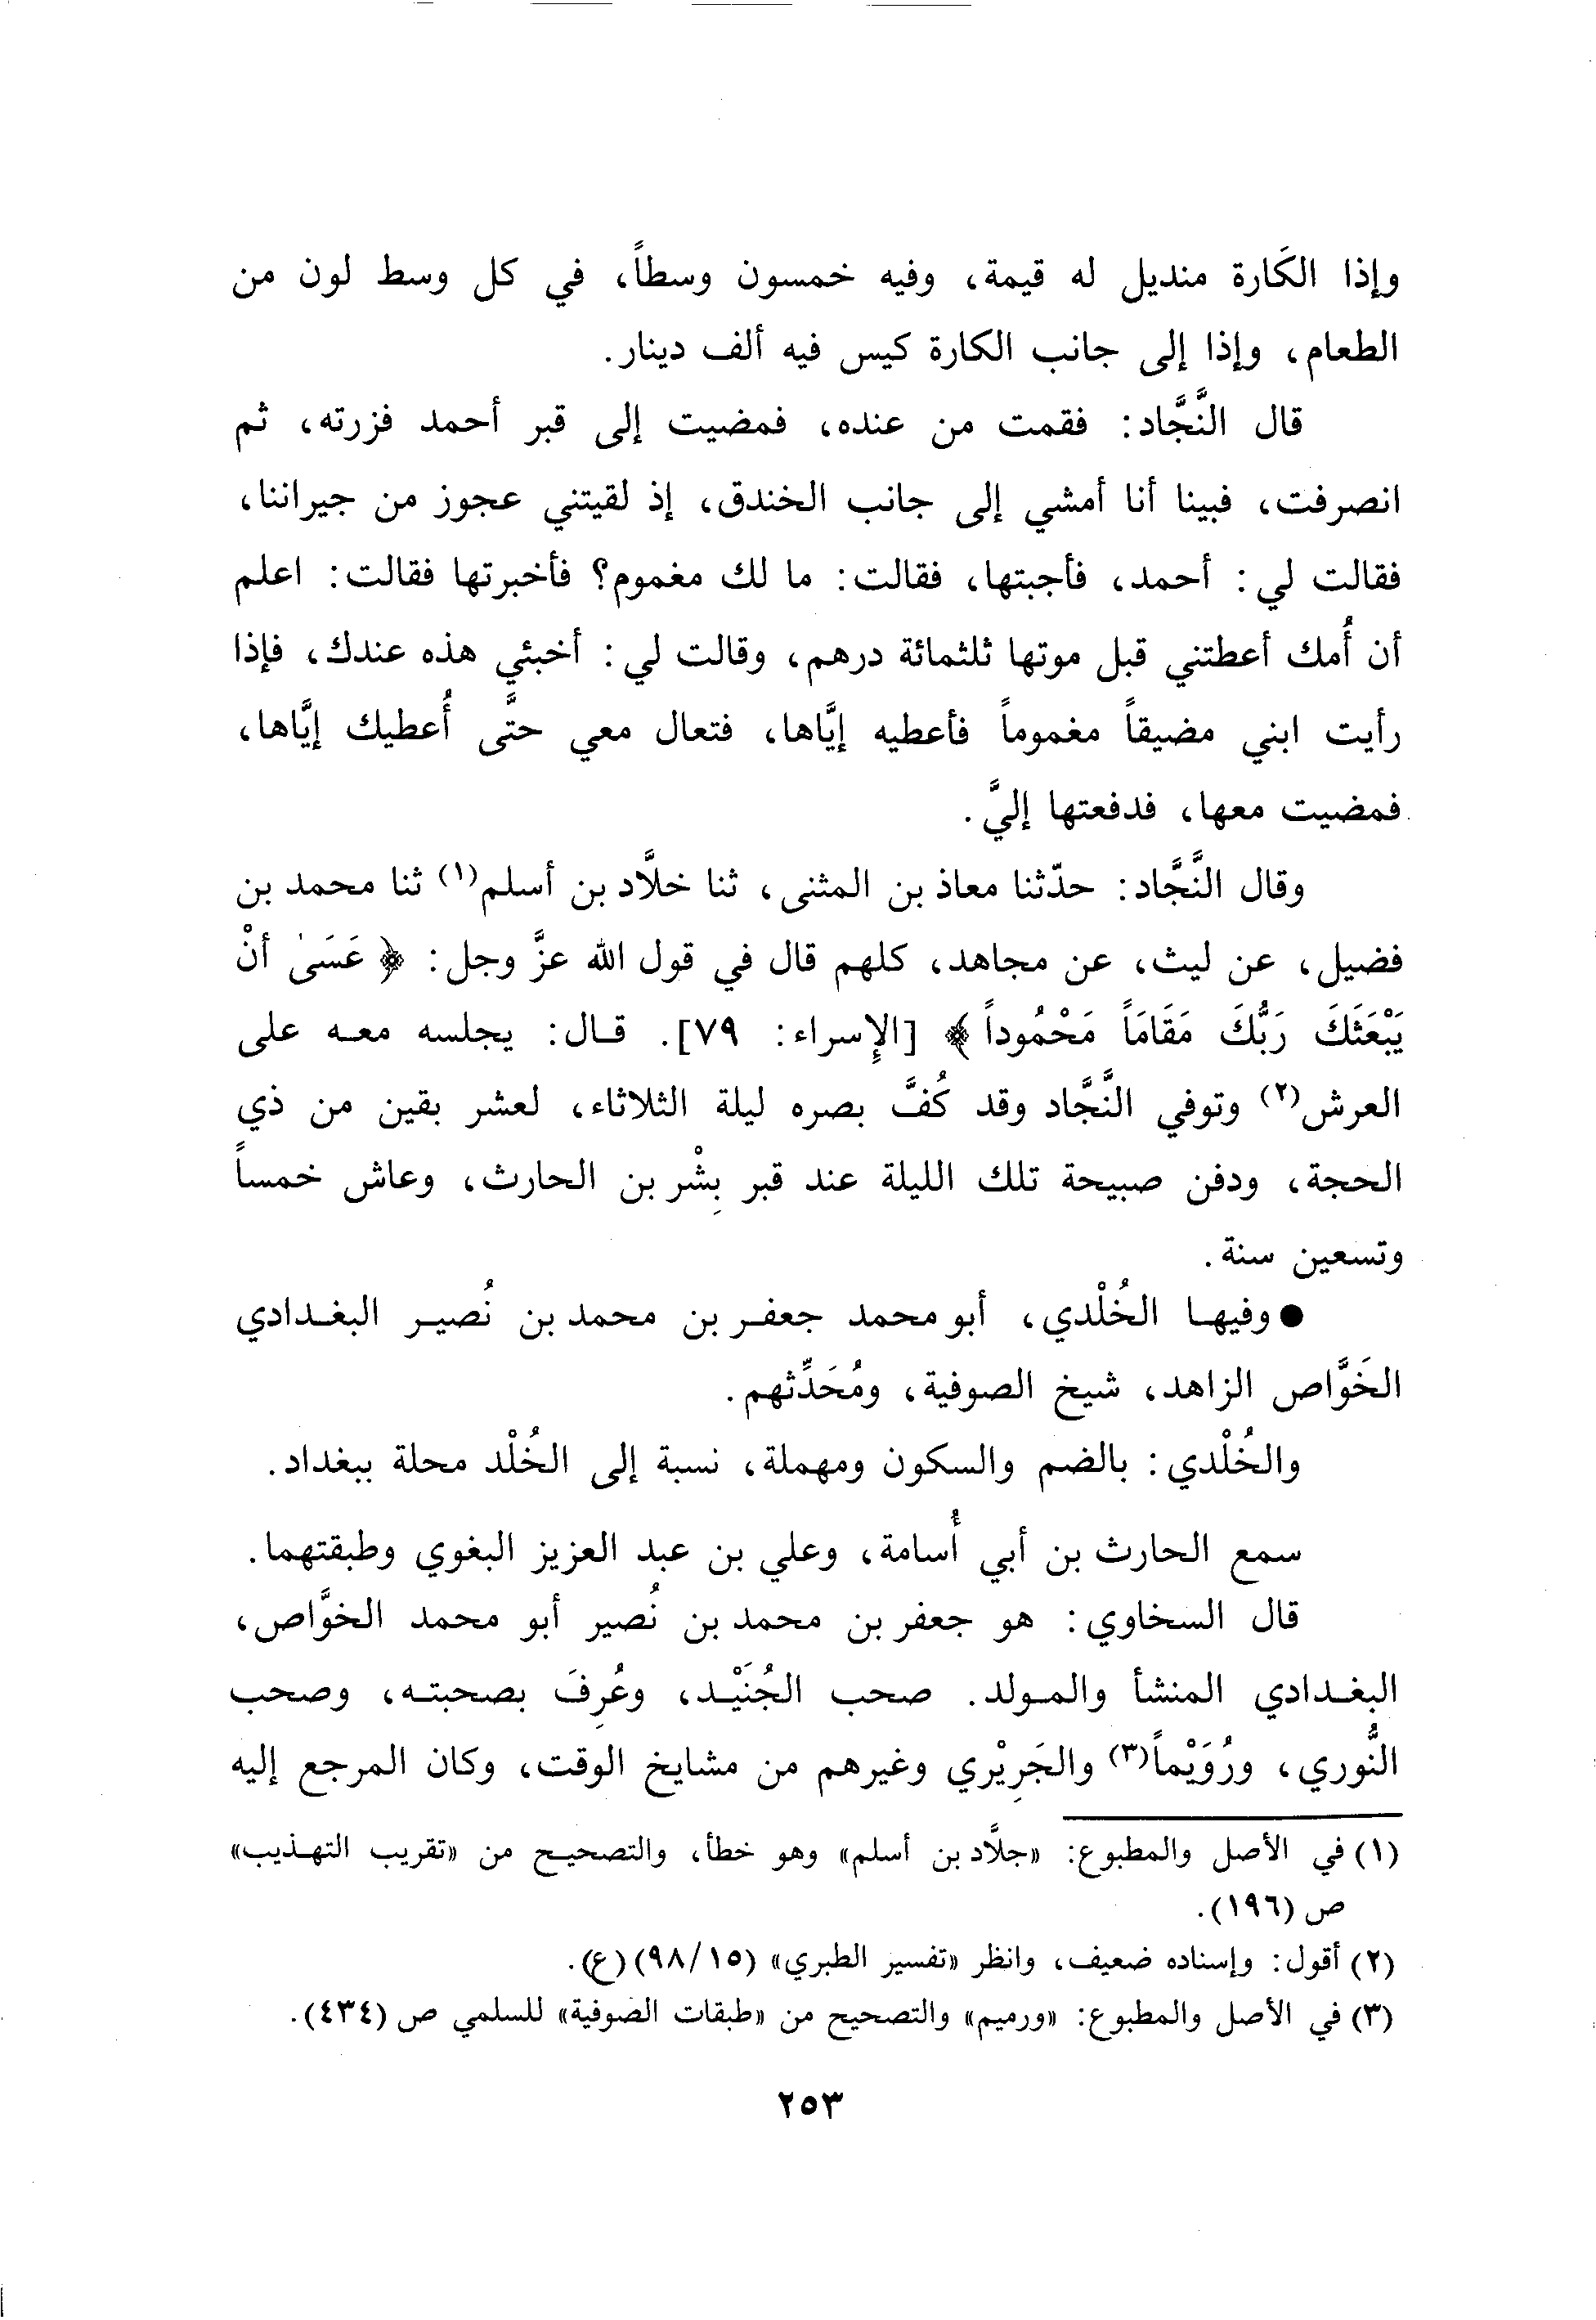 وإذا الكَارة منديل له قيمة، وفيه خمسون وسطاً، في كل وسط لون من
الطعام، وإذا إلى جانب الكارة كيس فيه ألف دينار.
قال النَّجَّاد: فقمت من عنده، فمضيت إلى قبر أحمد فزرته، ثم
انصرفت، فبينا أنا أمشي إلى جانب الخندق، إذ لقيتني عجوز من جيراننا،
فقالت لي: أحمد، فأجبتها، فقالت: ما لك مغموم؟ فأخبرتها فقالت: اعلم
أن أُمك أعطتني قبل موتها ثلثمائة درهم، وقالت لي: أخبئي هذه عندك، فإذا
رأيت ابني مضيقاً مغموماً فأعطيه إيَّاها، فتعال معي حتَّى أُعطيك إيَّاها،
فمضيت معها، فدفعتها إليَّ.
وقال النَّجَّاد: حدّثنا معاذ بن المثنى، ثنا خلاَّد بن أسلم(١) ثنا محمد بن
فضيل، عن ليث، عن مجاهد، كلهم قال في قول الله عزَّ وجل: ﴿عَسَىٰ أنْ
يَبْعَثَكَ رَبُّكَ مَقَامَاً مَحْمُوداً﴾ [الإسراء: ٧٩]. قال: يجلسه معه على
العرش(٢) وتوفي النَّجَّاد وقد كُفَّ بصره ليلة الثلاثاء، لعشر بقين من ذي
الحجة، ودفن صبيحة تلك الليلة عند قبر بِشْر بن الحارث، وعاش خمساً
وتسعين سنة.
● وفيها الخُلْدي، أبو محمد جعفر بن محمد بن نُصير البغدادي
الخَوَّاص الزاهد، شيخ الصوفية، ومُحَدِّثهم.
والخُلْدي: بالضم والسكون ومهملة، نسبة إلى الخُلْد محلة ببغداد.
سمع الحارث بن أبي أُسامة، وعلي بن عبد العزيز البغوي وطبقتهما.
قال السخاوي: هو جعفر بن محمد بن نُصير أبو محمد الخوَّاص،
البغدادي المنشأ والمولد. صحب الجُنَيْد، وعُرِفَ بصحبته، وصحب
النُّوري، ورُوَيْماً(٣) والجَرِيْري وغيرهم من مشايخ الوقت، وكان المرجع إليه
(١) في الأصل والمطبوع: «جلاَّد بن أسلم» وهو خطأ، والتصحيح من «تقريب التهذيب»
ص (١٩٦).
(٢) أقول: وإسناده ضعيف، وانظر «تفسير الطبري» (٩٨/١٥) (ع).
(٣) في الأصل والمطبوع: «ورميم» والتصحيح من «طبقات الصوفية» للسلمي ص (٤٣٤).
٢٥٣